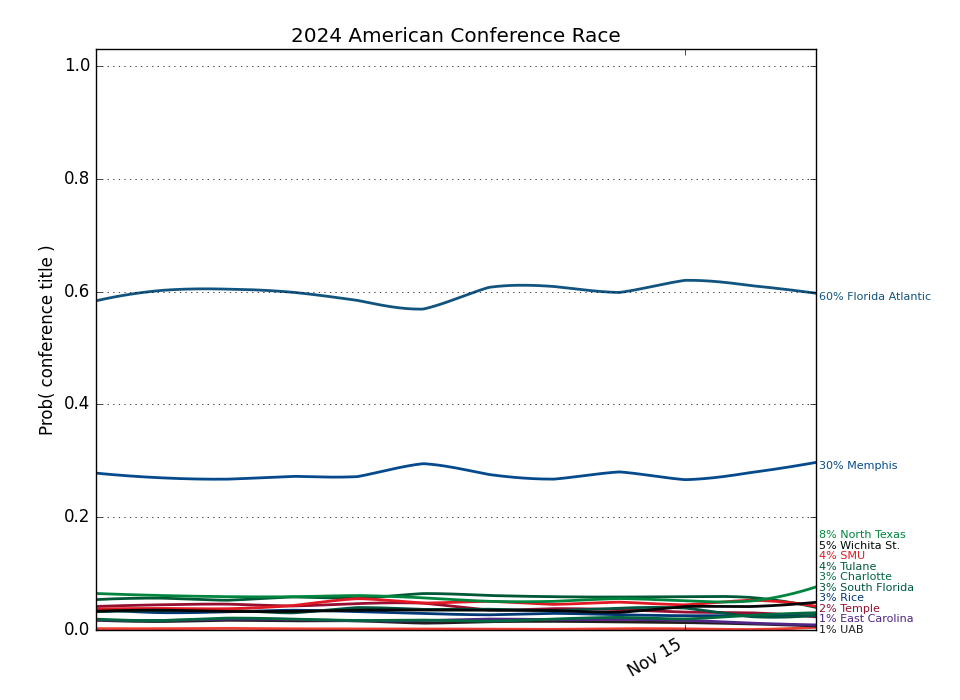 2024 American Conference Race
1.0
0.8
0.6
0.4
0.2
0.0
Prob( conference title )
60% Florida Atlantic
30% Memphis
8% North Texas
5% Wichita St.
4% SMU
4% Tulane
3% Charlotte
3% South Florida
3% Rice
2% Temple
1% East Carolina
1% UAB
Nov 15